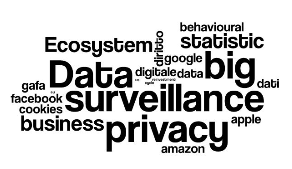 behavioural
Ecosystem diritto statistic
google
Data digitale data big
gafa dati
facebook surveillance
cookies
business privacy apple
amazon